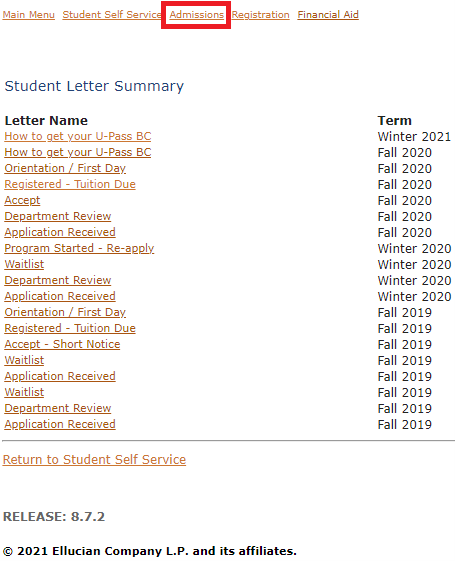 Main Menu Student Self Service Admissions Registration Financial Aid
Student Letter Summary
Letter Name Term
How to get your U-Pass BC Winter 2021
How to get your U-Pass BC Fall 2020
Orientation / First Day Fall 2020
Registered - Tuition Due Fall 2020
Accept Fall 2020
Department Review Fall 2020
Application Received Fall 2020
Program Started - Re-apply Winter 2020
Waitlist Winter 2020
Department Review Winter 2020
Application Received Winter 2020
Orientation / First Day Fall 2019
Registered - Tuition Due Fall 2019
Accept - Short Notice Fall 2019
Waitlist Fall 2019
Application Received Fall 2019
Waitlist Fall 2019
Department Review Fall 2019
Application Received Fall 2019
Return to Student Self Service
RELEASE: 8.7.2
© 2021 Ellucian Company L.P. and its affiliates.